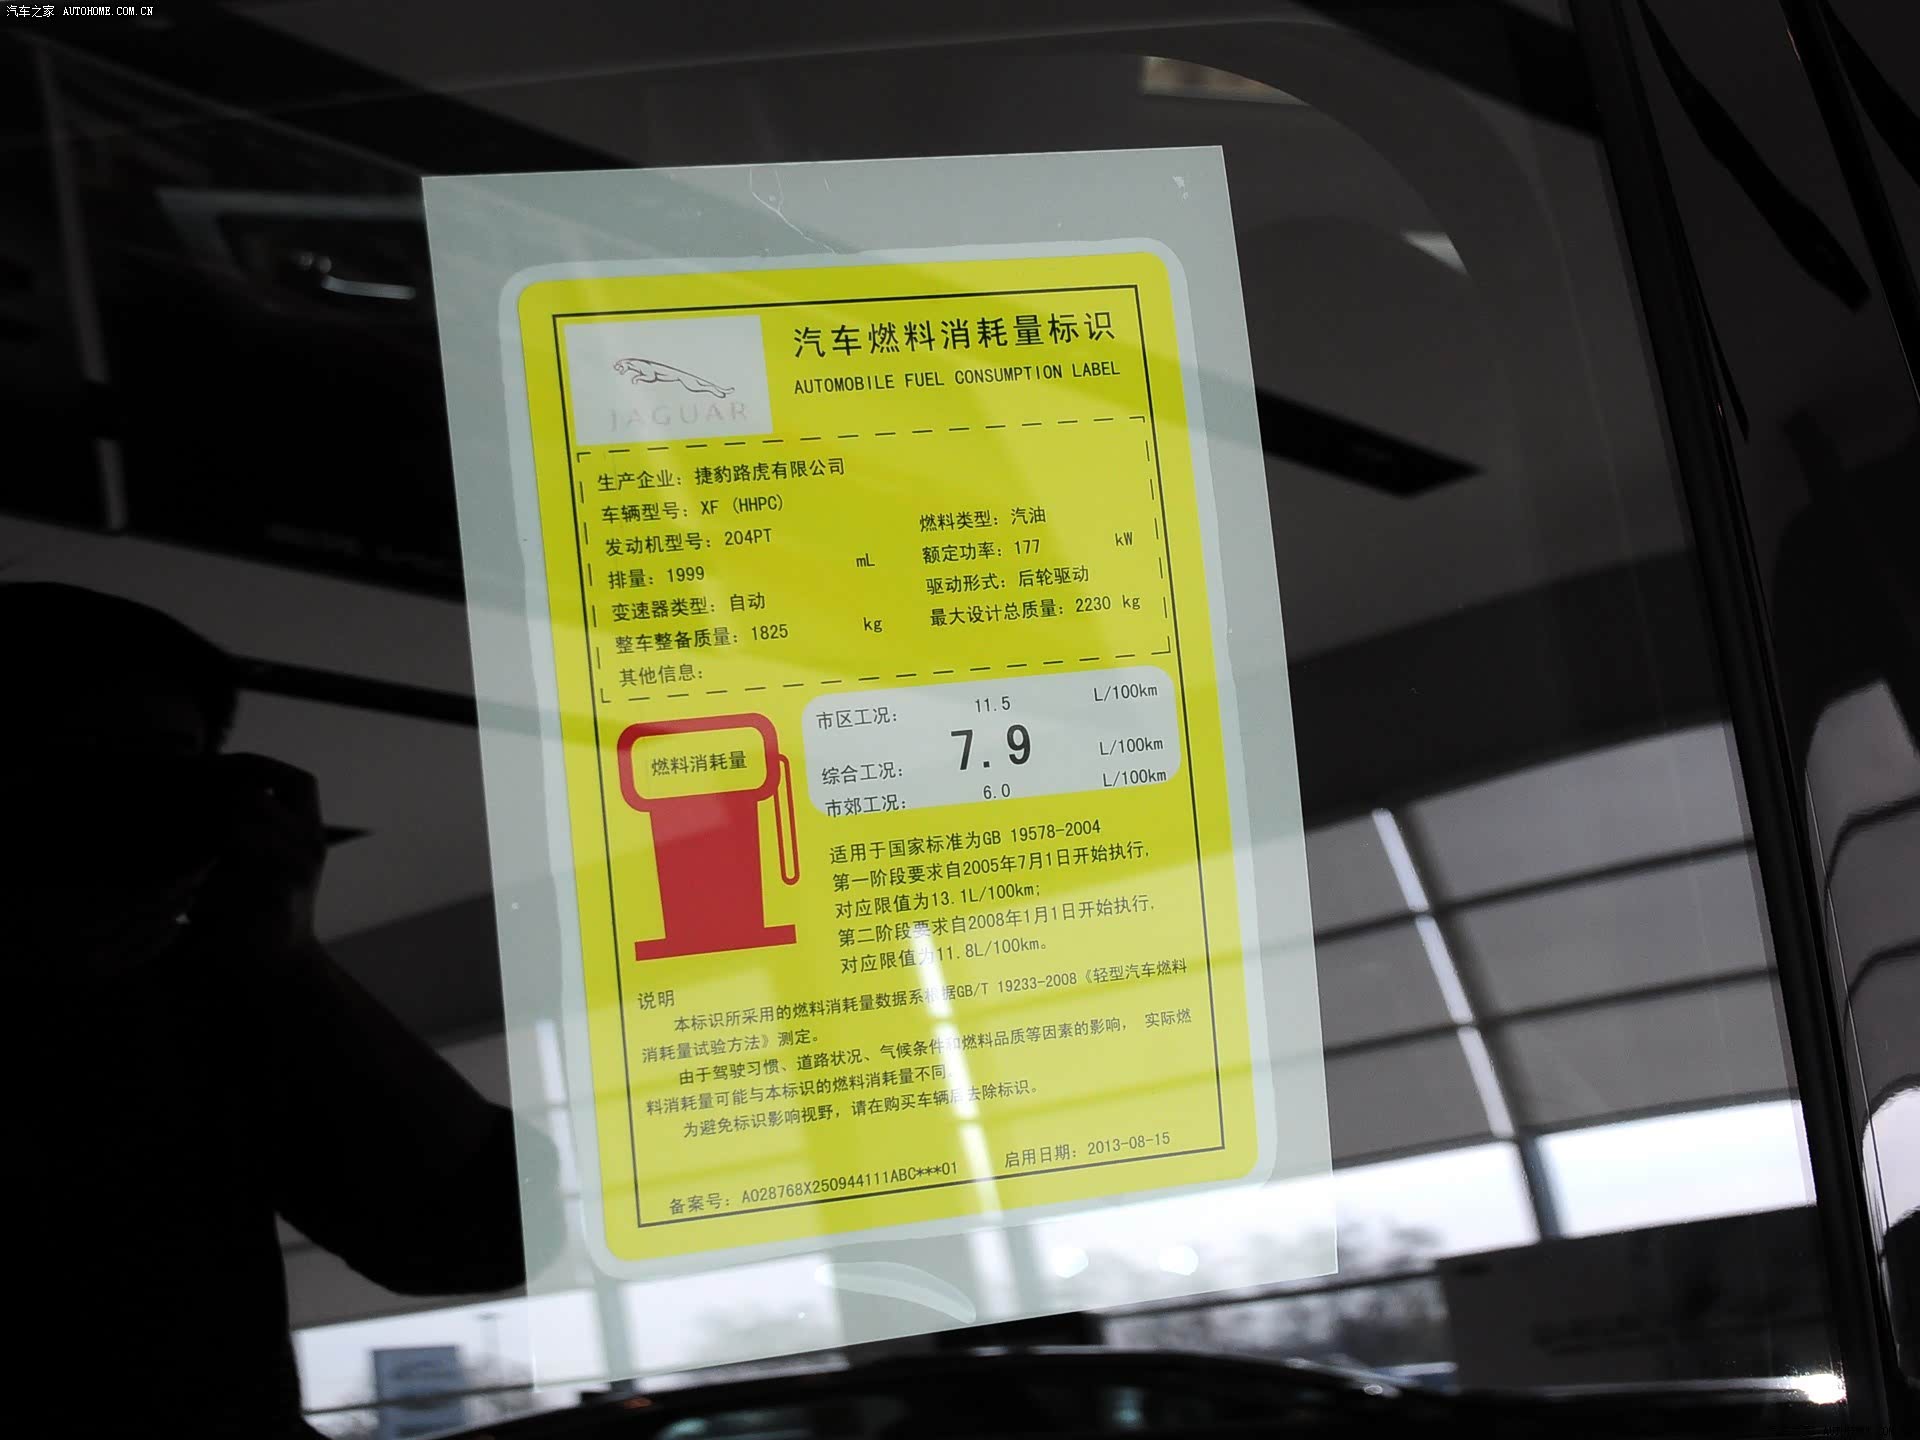 汽车之家 AUTOHOME.COM.CN
汽车燃料消耗量标识
AUTOMOBILE FUEL CONSUMPTION LABEL
JAGUAR
生产企业：捷豹路虎有限公司
车辆型号：XF (HHPC)
发动机型号：204PT
燃料类型：汽油
排量：1999 mL
额定功率：177 kW
变速器类型：自动
驱动形式：后轮驱动
整车整备质量：1825 kg
最大设计总质量：2230 kg
其他信息：
燃料消耗量
市区工况： 11.5 L/100km
综合工况： 7.9 L/100km
市郊工况： 6.0 L/100km
适用于国家标准为GB 19578-2004
第一阶段要求自2005年7月1日开始执行，
对应限值为13.1L/100km；
第二阶段要求自2008年1月1日开始执行，
对应限值为11.8L/100km。
说明
本标识所采用的燃料消耗量数据系根据GB/T 19233-2008《轻型汽车燃料
消耗量试验方法》测定。
由于驾驶习惯、道路状况、气候条件和燃料品质等因素的影响， 实际燃
料消耗量可能与本标识的燃料消耗量不同。
为避免标识影响视野，请在购买车辆后去除标识。
备案号：A028768X250944111ABC***01 启用日期：2013-08-15